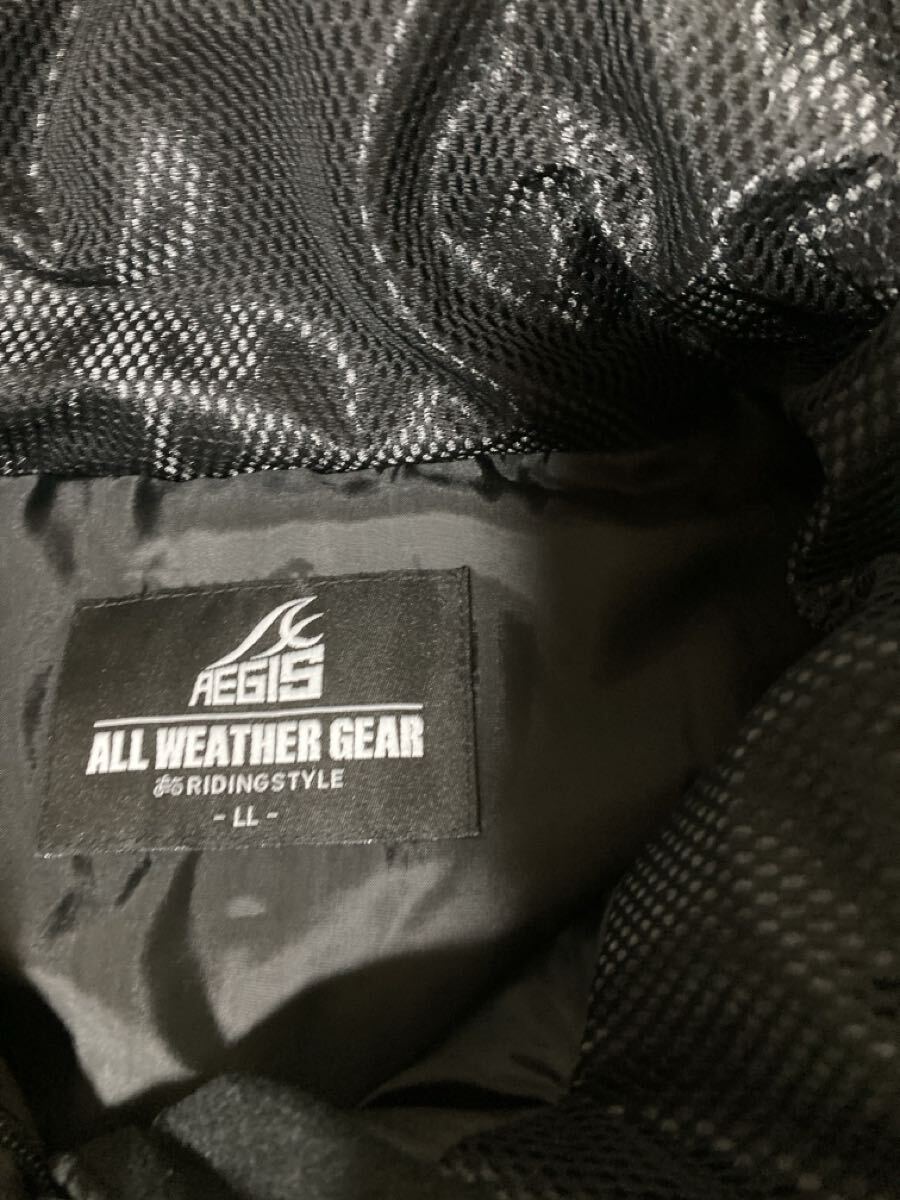 AEGIS
ALL WEATHER GEAR
RIDINGSTYLE
- LL -